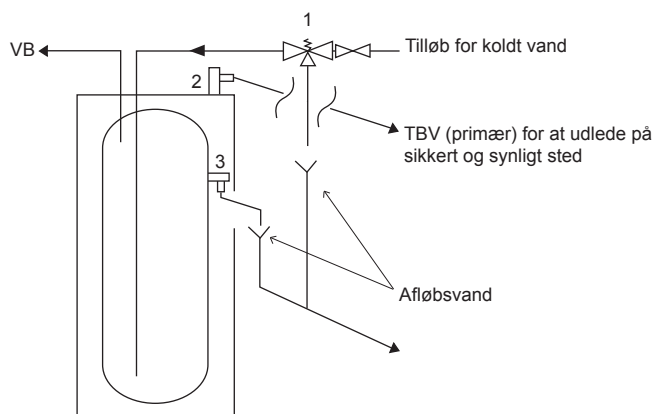 1
VB
Tilløb for koldt vand
2
TBV (primær) for at udlede på
sikkert og synligt sted
3
Afløbsvand